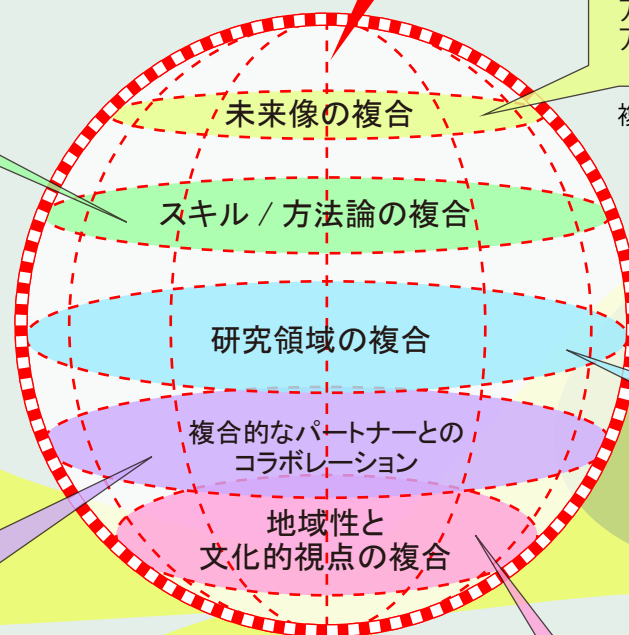 未来像の複合
複
スキル / 方法論の複合
研究領域の複合
複合的なパートナーとの
コラボレーション
地域性と
文化的視点の複合